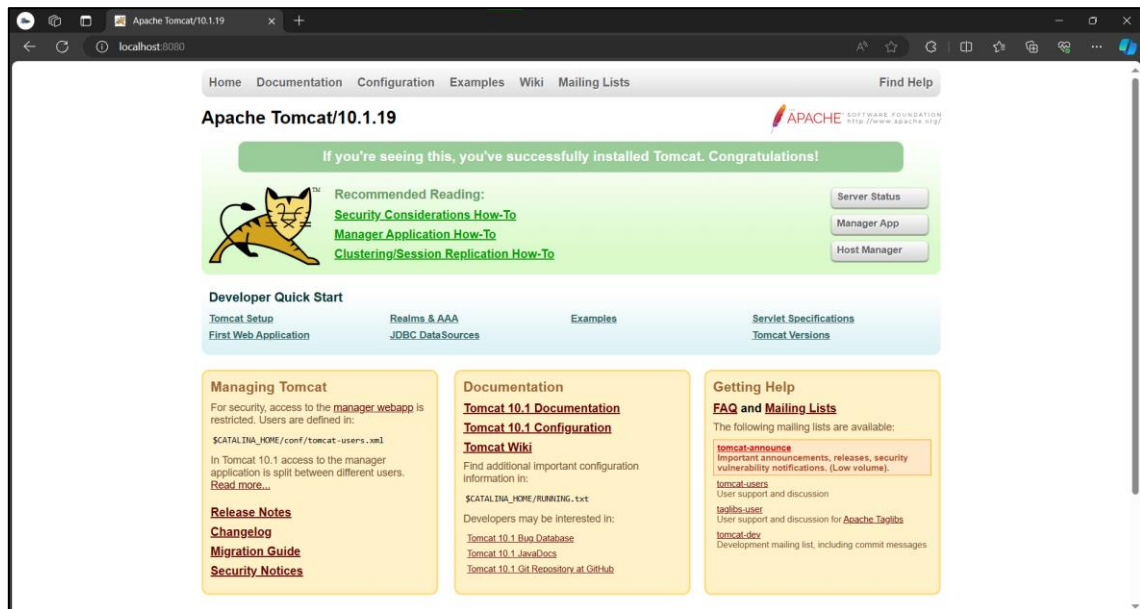 Apache Tomcat/10.1.19
localhost:8080
Home Documentation Configuration Examples Wiki Mailing Lists Find Help
Apache Tomcat/10.1.19
APACHE SOFTWARE FOUNDATION
http://www.apache.org/
If you're seeing this, you've successfully installed Tomcat. Congratulations!
TM
Recommended Reading:
Security Considerations How-To
Manager Application How-To
Clustering/Session Replication How-To
Server Status
Manager App
Host Manager
Developer Quick Start
Tomcat Setup
First Web Application
Realms & AAA
JDBC DataSources
Examples
Servlet Specifications
Tomcat Versions
Managing Tomcat
For security, access to the manager webapp is
restricted. Users are defined in:
$CATALINA_HOME/conf/tomcat-users.xml
In Tomcat 10.1 access to the manager
application is split between different users.
Read more...
Release Notes
Changelog
Migration Guide
Security Notices
Documentation
Tomcat 10.1 Documentation
Tomcat 10.1 Configuration
Tomcat Wiki
Find additional important configuration
information in:
$CATALINA_HOME/RUNNING.txt
Developers may be interested in:
Tomcat 10.1 Bug Database
Tomcat 10.1 JavaDocs
Tomcat 10.1 Git Repository at GitHub
Getting Help
FAQ and Mailing Lists
The following mailing lists are available:
tomcat-announce
Important announcements, releases, security
vulnerability notifications. (Low volume).
tomcat-users
User support and discussion
taglibs-user
User support and discussion for Apache Taglibs
tomcat-dev
Development mailing list, including commit messages